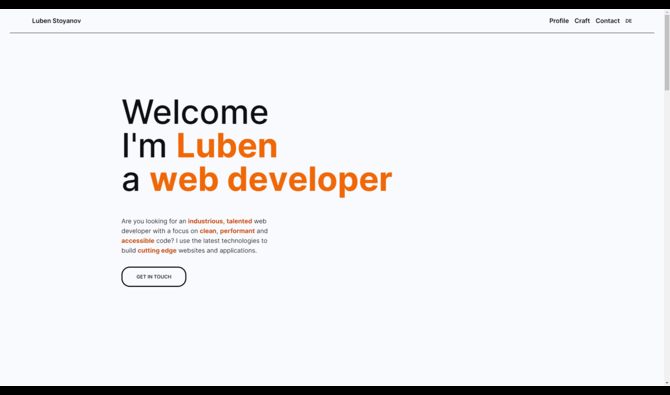 Luben Stoyanov
Profile Craft Contact DE
Welcome
I'm Luben
a web developer
Are you looking for an industrious, talented web
developer with a focus on clean, performant and
accessible code? I use the latest technologies to
build cutting edge websites and applications.
GET IN TOUCH